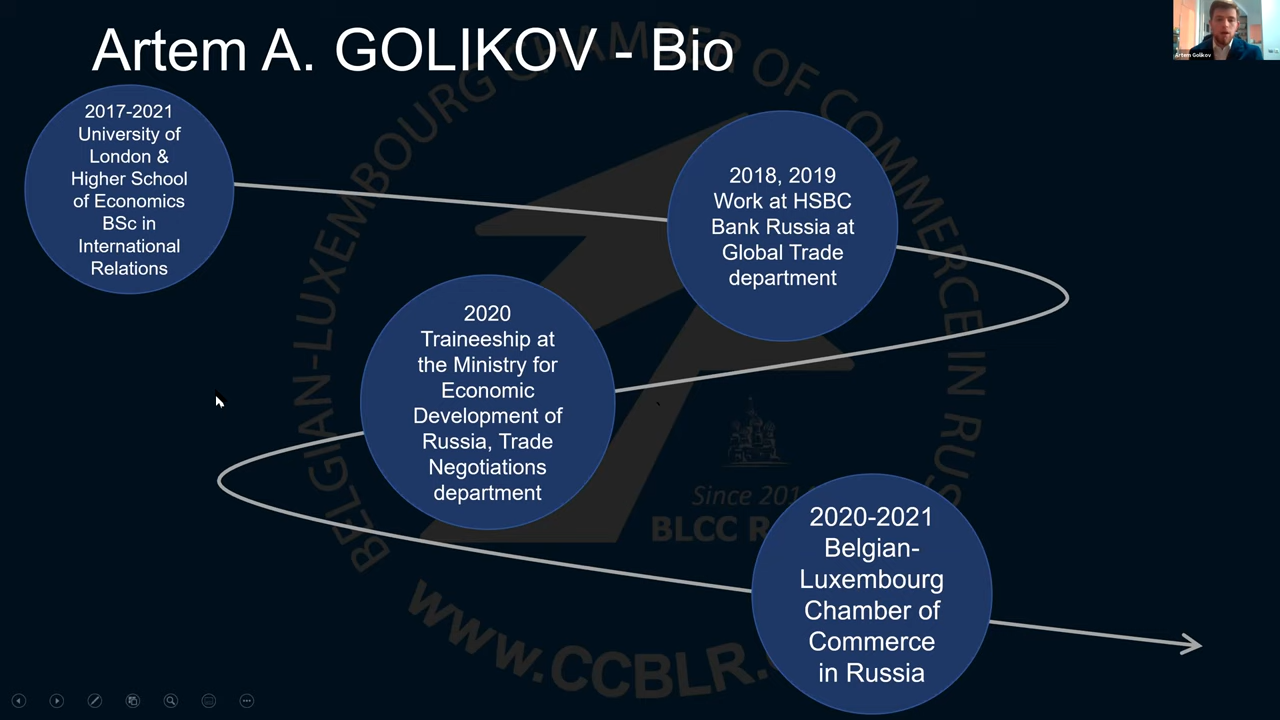 Artem A. GOLIKOV - Bio
Artem Golikov
2017-2021
University of
London &
Higher School
of Economics
BSc in
International
Relations
2018, 2019
Work at HSBC
Bank Russia at
Global Trade
department
2020
Traineeship at
the Ministry for
Economic
Development of
Russia, Trade
Negotiations
department
2020-2021
Belgian-
Luxembourg
Chamber of
Commerce
in Russia
BELGIAN-LUXEMBOURG CHAMBER OF COMMERCE IN RUS
Since 201
BLCC R
www.CCBLR.